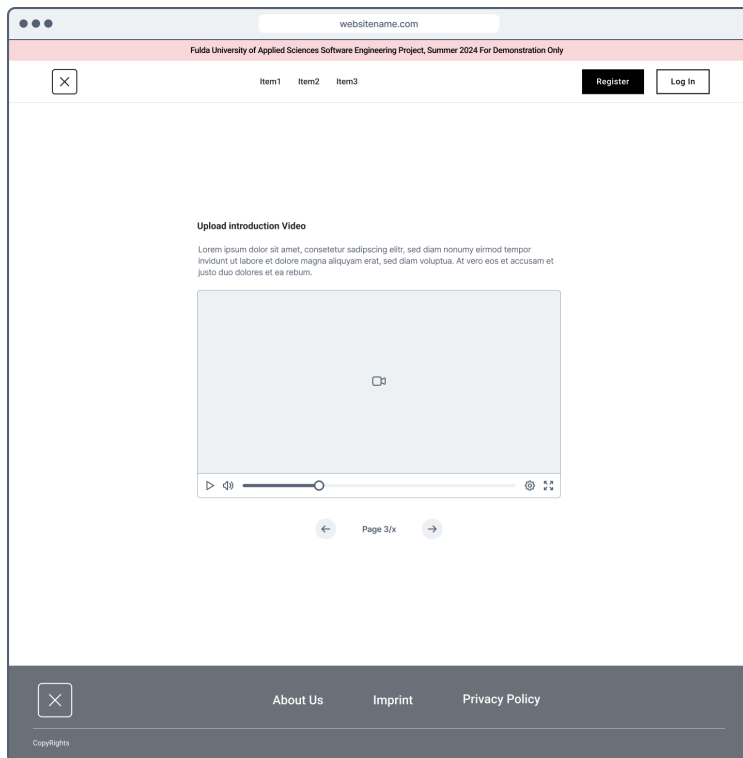 websitename.com
Fulda University of Applied Sciences Software Engineering Project, Summer 2024 For Demonstration Only
Item1 Item2 Item3 Register Log In
Upload introduction Video
Lorem ipsum dolor sit amet, consetetur sadipscing elitr, sed diam nonumy eirmod tempor
invidunt ut labore et dolore magna aliquyam erat, sed diam voluptua. At vero eos et accusam et
justo duo dolores et ea rebum.
Page 3/x
About Us Imprint Privacy Policy
CopyRights